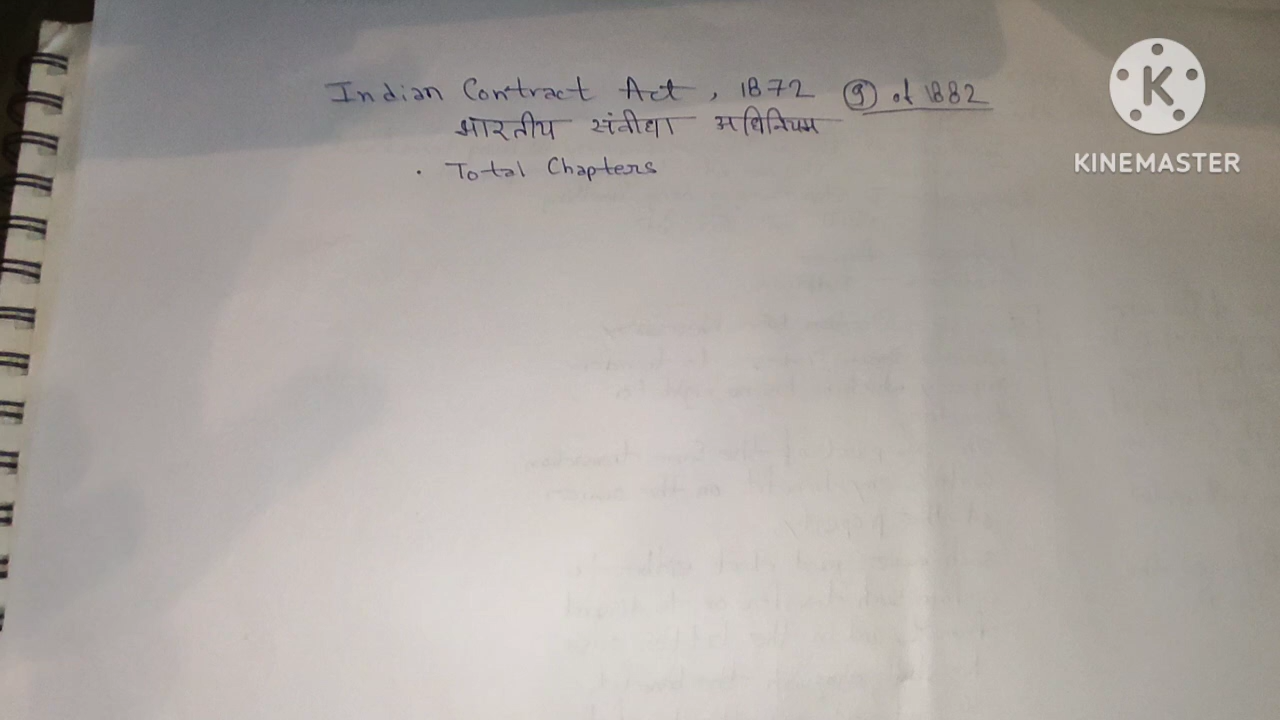 Indian Contract Act, 1872 (9) of 1882
भारतीय संवीधा अधिनियम
· Total Chapters
K
KINEMASTER